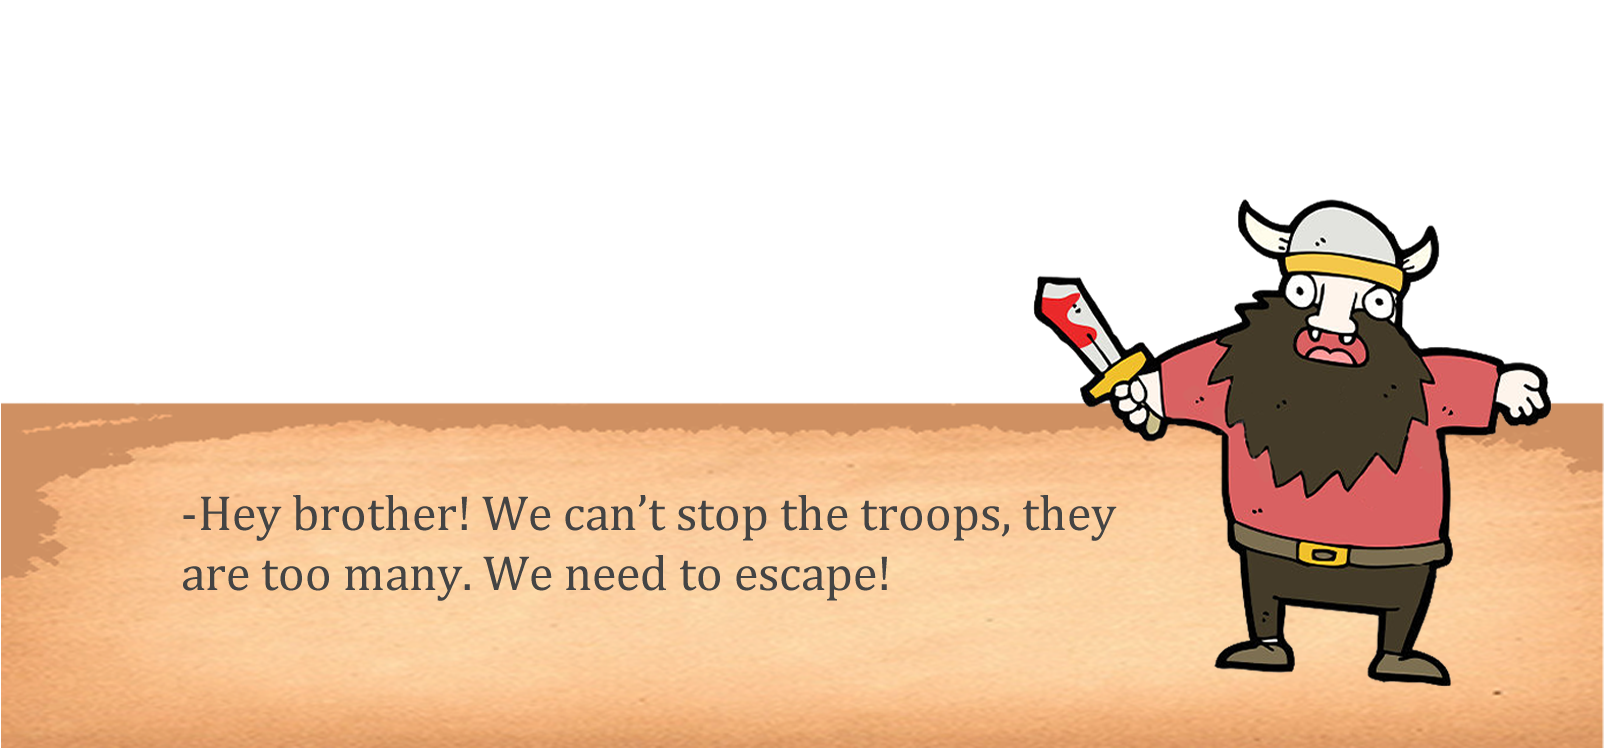 -Hey brother! We can’t stop the troops, they
are too many. We need to escape!